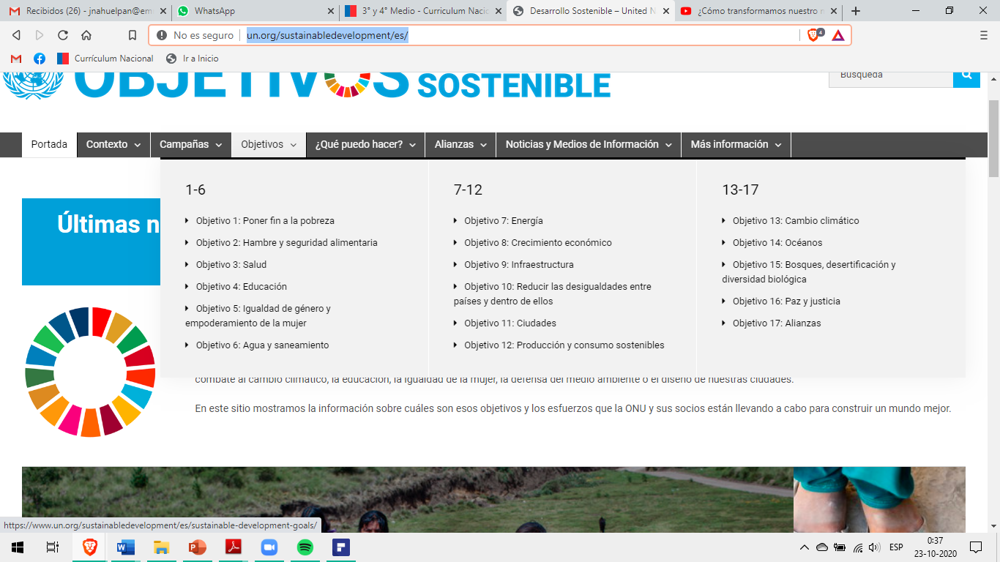 Recibidos (26) - jnahuelpan@em
WhatsApp
3° y 4° Medio - Curriculum Nacio
Desarrollo Sostenible – United N
¿Cómo transformamos nuestro m
No es seguro
un.org/sustainabledevelopment/es/
4
Currículum Nacional
Ir a Inicio
OBJETIVOS SOSTENIBLE
Búsqueda
Portada
Contexto
Campañas
Objetivos
¿Qué puedo hacer?
Alianzas
Noticias y Medios de Información
Más información
1-6
Objetivo 1: Poner fin a la pobreza
Objetivo 2: Hambre y seguridad alimentaria
Objetivo 3: Salud
Objetivo 4: Educación
Objetivo 5: Igualdad de género y
empoderamiento de la mujer
Objetivo 6: Agua y saneamiento
7-12
Objetivo 7: Energía
Objetivo 8: Crecimiento económico
Objetivo 9: Infraestructura
Objetivo 10: Reducir las desigualdades entre
países y dentro de ellos
Objetivo 11: Ciudades
Objetivo 12: Producción y consumo sostenibles
13-17
Objetivo 13: Cambio climático
Objetivo 14: Océanos
Objetivo 15: Bosques, desertificación y
diversidad biológica
Objetivo 16: Paz y justicia
Objetivo 17: Alianzas
Últimas n
combate al cambio climático, la educación, la igualdad de la mujer, la defensa del medio ambiente o el diseño de nuestras ciudades.
En este sitio mostramos la información sobre cuáles son esos objetivos y los esfuerzos que la ONU y sus socios están llevando a cabo para construir un mundo mejor.
https://www.un.org/sustainabledevelopment/es/sustainable-development-goals/
ESP
0:37
23-10-2020